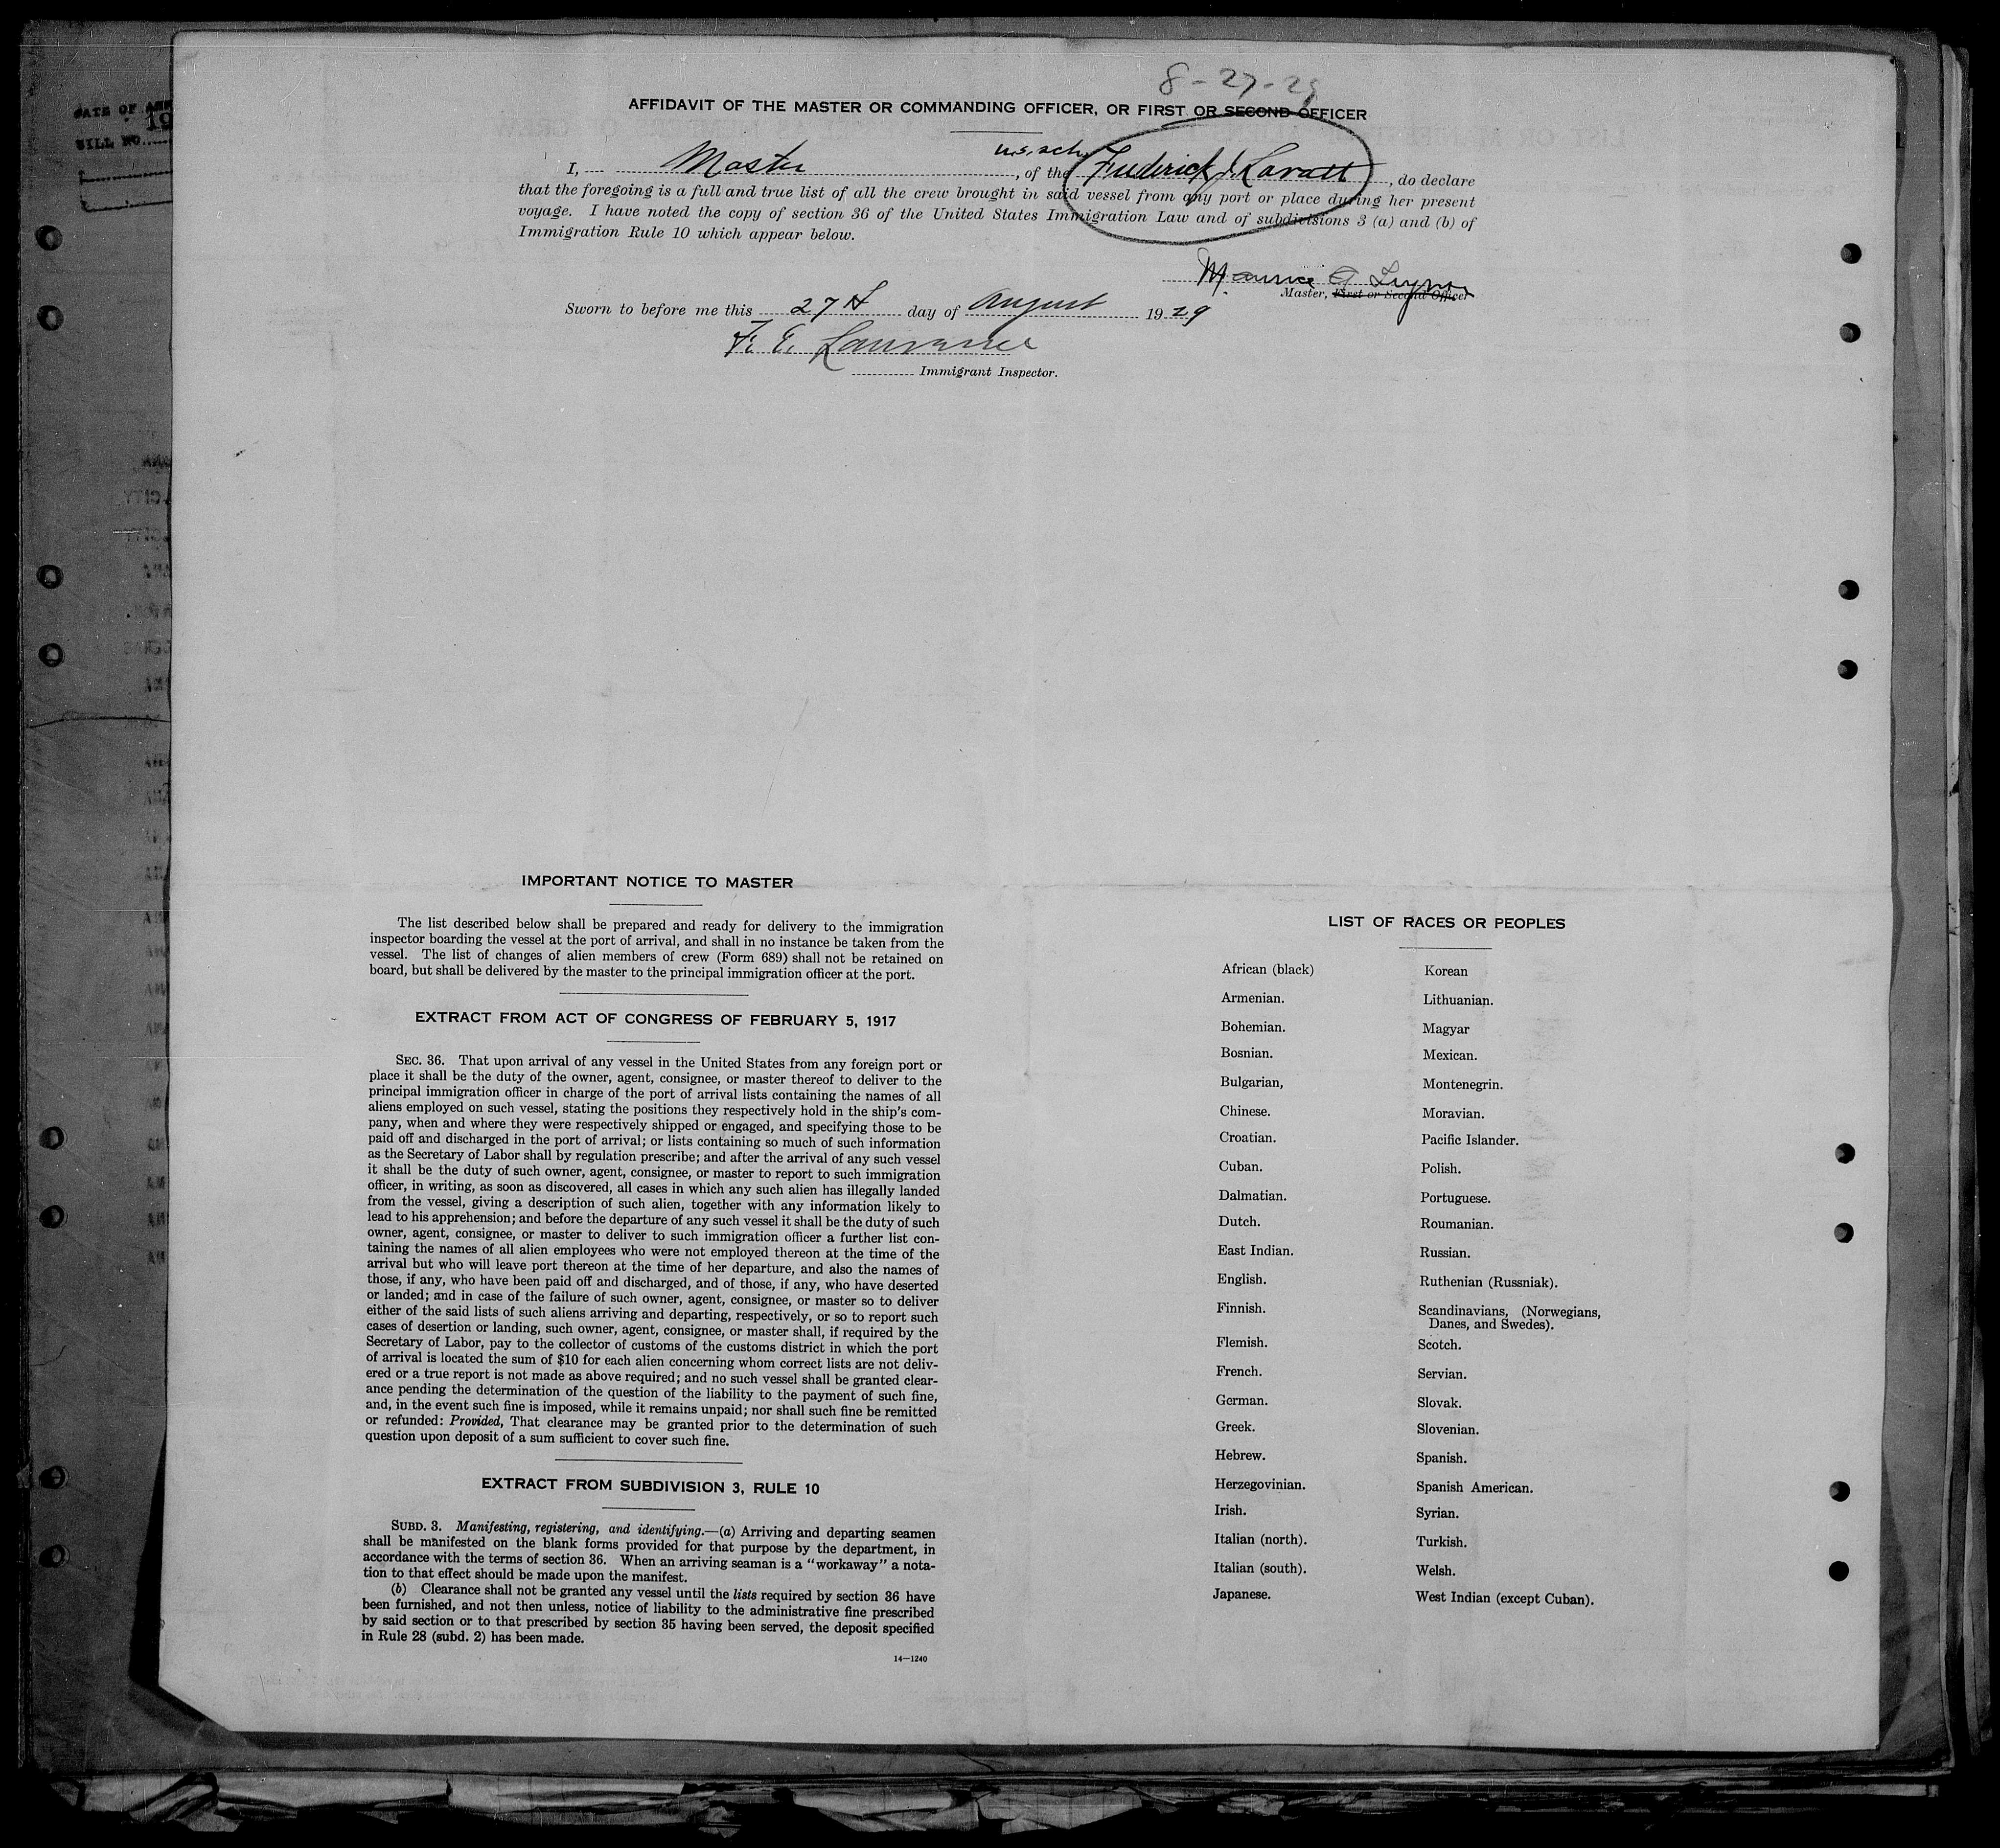 8-27-29
AFFIDAVIT OF THE MASTER OR COMMANDING OFFICER, OR FIRST OR SECOND OFFICER
I, Master, of the U.S. sch. Frederick J. Lovatt, do declare
that the foregoing is a full and true list of all the crew brought in said vessel from any port or place during her present
voyage. I have noted the copy of section 36 of the United States Immigration Law and of subdivisions 3 (a) and (b) of
Immigration Rule 10 which appear below.
Maurice
Master, First or Second Officer
Sworn to before me this 27th day of August 1929
F. E. Lawrence
Immigrant Inspector.
DATE OF
BILL NO.
IMPORTANT NOTICE TO MASTER
The list described below shall be prepared and ready for delivery to the immigration
inspector boarding the vessel at the port of arrival, and shall in no instance be taken from the
vessel. The list of changes of alien members of crew (Form 689) shall not be retained on
board, but shall be delivered by the master to the principal immigration officer at the port.
EXTRACT FROM ACT OF CONGRESS OF FEBRUARY 5, 1917
SEC. 36. That upon arrival of any vessel in the United States from any foreign port or
place it shall be the duty of the owner, agent, consignee, or master thereof to deliver to the
principal immigration officer in charge of the port of arrival lists containing the names of all
aliens employed on such vessel, stating the positions they respectively hold in the ship's com-
pany, when and where they were respectively shipped or engaged, and specifying those to be
paid off and discharged in the port of arrival; or lists containing so much of such information
as the Secretary of Labor shall by regulation prescribe; and after the arrival of any such vessel
it shall be the duty of such owner, agent, consignee, or master to report to such immigration
officer, in writing, as soon as discovered, all cases in which any such alien has illegally landed
from the vessel, giving a description of such alien, together with any information likely to
lead to his apprehension; and before the departure of any such vessel it shall be the duty of such
owner, agent, consignee, or master to deliver to such immigration officer a further list con-
taining the names of all alien employees who were not employed thereon at the time of the
arrival but who will leave port thereon at the time of her departure, and also the names of
those, if any, who have been paid off and discharged, and of those, if any, who have deserted
or landed; and in case of the failure of such owner, agent, consignee, or master so to deliver
either of the said lists of such aliens arriving and departing, respectively, or so to report such
cases of desertion or landing, such owner, agent, consignee, or master shall, if required by the
Secretary of Labor, pay to the collector of customs of the customs district in which the port
of arrival is located the sum of $10 for each alien concerning whom correct lists are not deliv-
ered or a true report is not made as above required; and no such vessel shall be granted clear-
ance pending the determination of the question of the liability to the payment of such fine,
and, in the event such fine is imposed, while it remains unpaid; nor shall such fine be remitted
or refunded: Provided, That clearance may be granted prior to the determination of such
question upon deposit of a sum sufficient to cover such fine.
EXTRACT FROM SUBDIVISION 3, RULE 10
SUBD. 3. Manifesting, registering, and identifying.—(a) Arriving and departing seamen
shall be manifested on the blank forms provided for that purpose by the department, in
accordance with the terms of section 36. When an arriving seaman is a "workaway" a nota-
tion to that effect should be made upon the manifest.
(b) Clearance shall not be granted any vessel until the lists required by section 36 have
been furnished, and not then unless, notice of liability to the administrative fine prescribed
by said section or to that prescribed by section 35 having been served, the deposit specified
in Rule 28 (subd. 2) has been made.
14—1240
LIST OF RACES OR PEOPLES
African (black)
Armenian.
Bohemian.
Bosnian.
Bulgarian,
Chinese.
Croatian.
Cuban.
Dalmatian.
Dutch.
East Indian.
English.
Finnish.
Flemish.
French.
German.
Greek.
Hebrew.
Herzegovinian.
Irish.
Italian (north).
Italian (south).
Japanese.
Korean
Lithuanian.
Magyar
Mexican.
Montenegrin.
Moravian.
Pacific Islander.
Polish.
Portuguese.
Roumanian.
Russian.
Ruthenian (Russniak).
Scandinavians, (Norwegians,
Danes, and Swedes).
Scotch.
Servian.
Slovak.
Slovenian.
Spanish.
Spanish American.
Syrian.
Turkish.
Welsh.
West Indian (except Cuban).